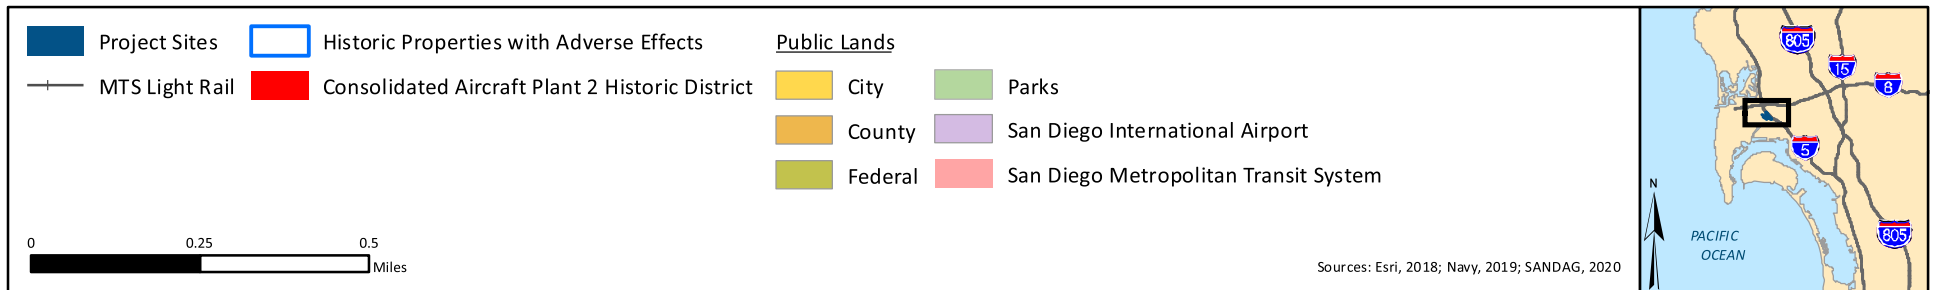 Project Sites
MTS Light Rail
Historic Properties with Adverse Effects
Consolidated Aircraft Plant 2 Historic District
Public Lands
City
County
Federal
Parks
San Diego International Airport
San Diego Metropolitan Transit System
0 0.25 0.5
Miles
Sources: Esri, 2018; Navy, 2019; SANDAG, 2020
805
15
8
5
N
PACIFIC
OCEAN
805